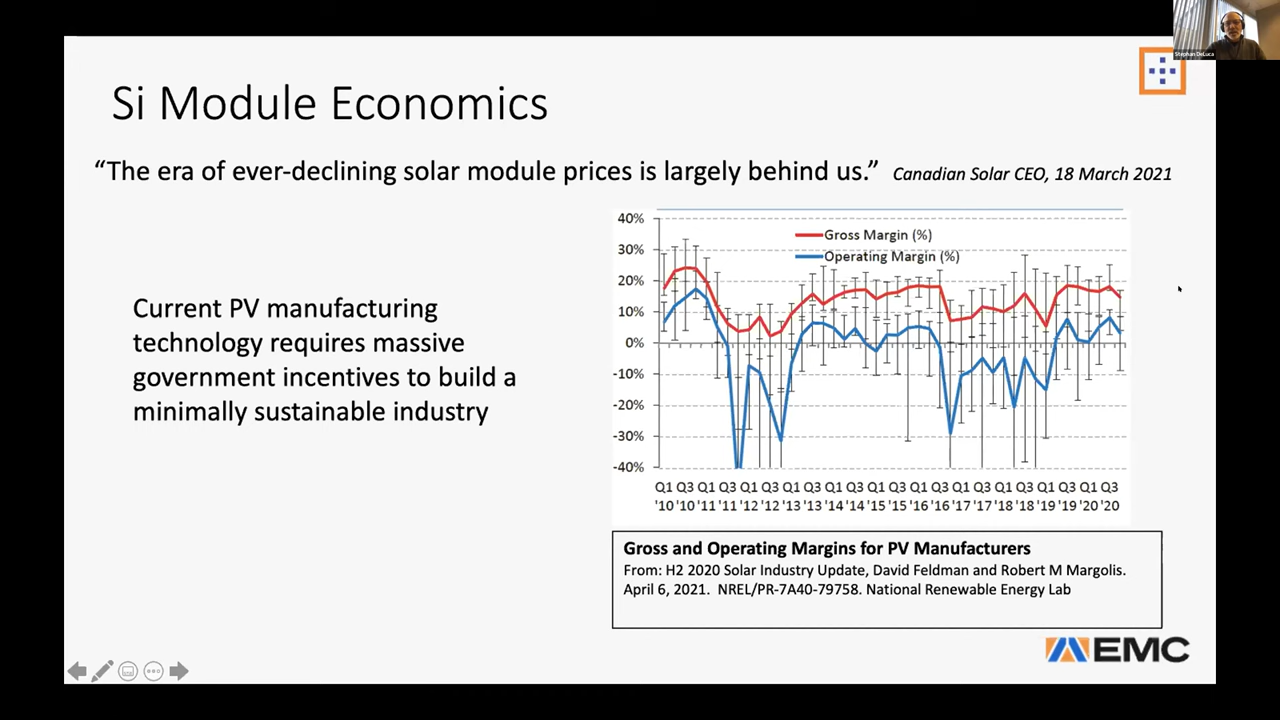 Stephan DeLuca
Si Module Economics
“The era of ever-declining solar module prices is largely behind us.” Canadian Solar CEO, 18 March 2021
Current PV manufacturing
technology requires massive
government incentives to build a
minimally sustainable industry
40%
30%
20%
10%
0%
-10%
-20%
-30%
-40%
Gross Margin (%)
Operating Margin (%)
Q1 Q3 Q1 Q3 Q1 Q3 Q1 Q3 Q1 Q3 Q1 Q3 Q1 Q3 Q1 Q3 Q1 Q3 Q1 Q3 Q1 Q3
'10 '10 '11 '11 '12 '12 '13 '13 '14 '14 '15 '15 '16 '16 '17 '17 '18 '18 '19 '19 '20 '20
Gross and Operating Margins for PV Manufacturers
From: H2 2020 Solar Industry Update, David Feldman and Robert M Margolis.
April 6, 2021. NREL/PR-7A40-79758. National Renewable Energy Lab
EMC